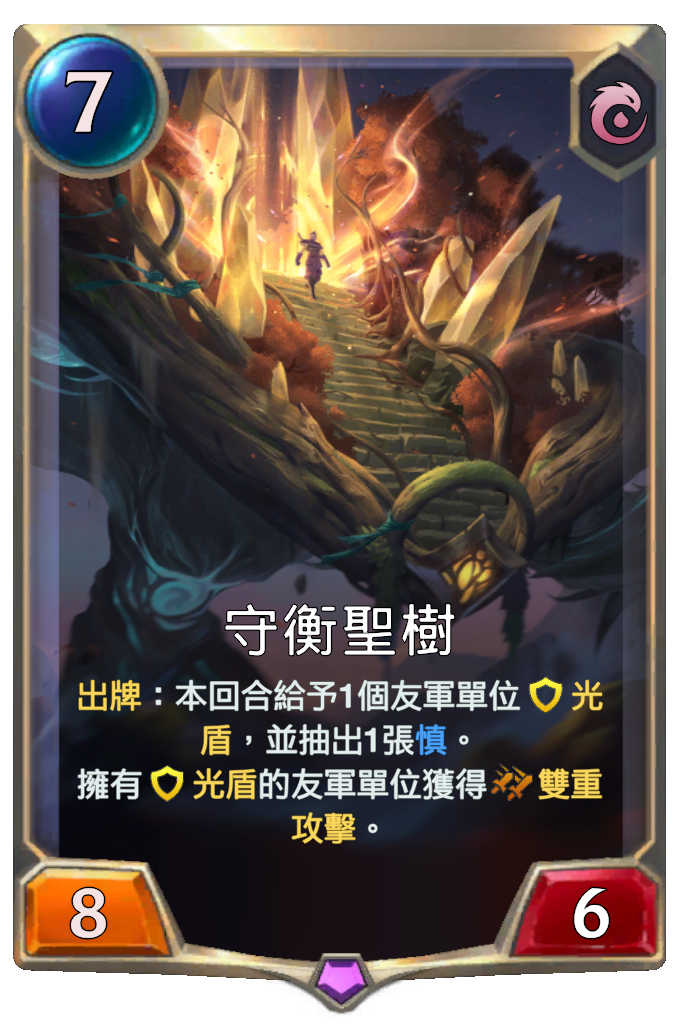 7
守衡聖樹
出牌：本回合給予1個友軍單位光
盾，並抽出1張慎。
擁有光盾的友軍單位獲得雙重
攻擊。
8
6